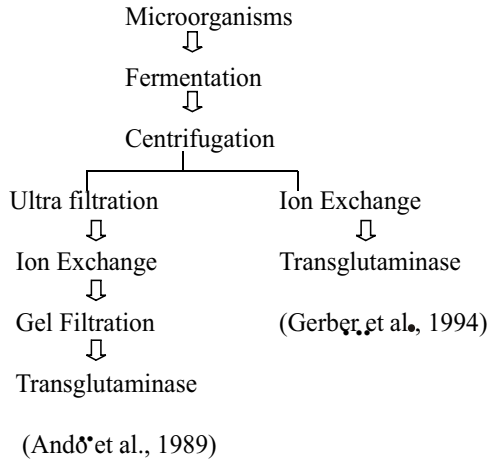 Microorganisms
Fermentation
Centrifugation
Ultra filtration
Ion Exchange
Gel Filtration
Transglutaminase
(Ando et al., 1989)
Ion Exchange
Transglutaminase
(Gerber et al., 1994)